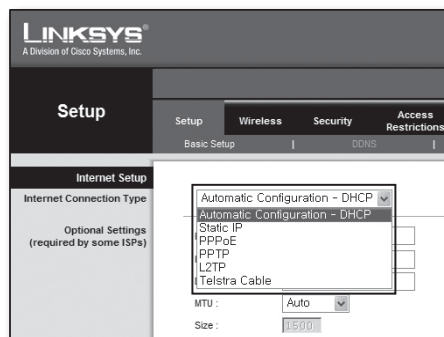 LINKSYS®
A Division of Cisco Systems, Inc.
Setup
Setup Wireless Security Access Restrictions
Basic Setup | DDNS |
Internet Setup
Internet Connection Type
Automatic Configuration - DHCP
Automatic Configuration - DHCP
Static IP
PPPoE
PPTP
L2TP
Telstra Cable
Optional Settings
(required by some ISPs)
MTU : Auto
Size : 1500